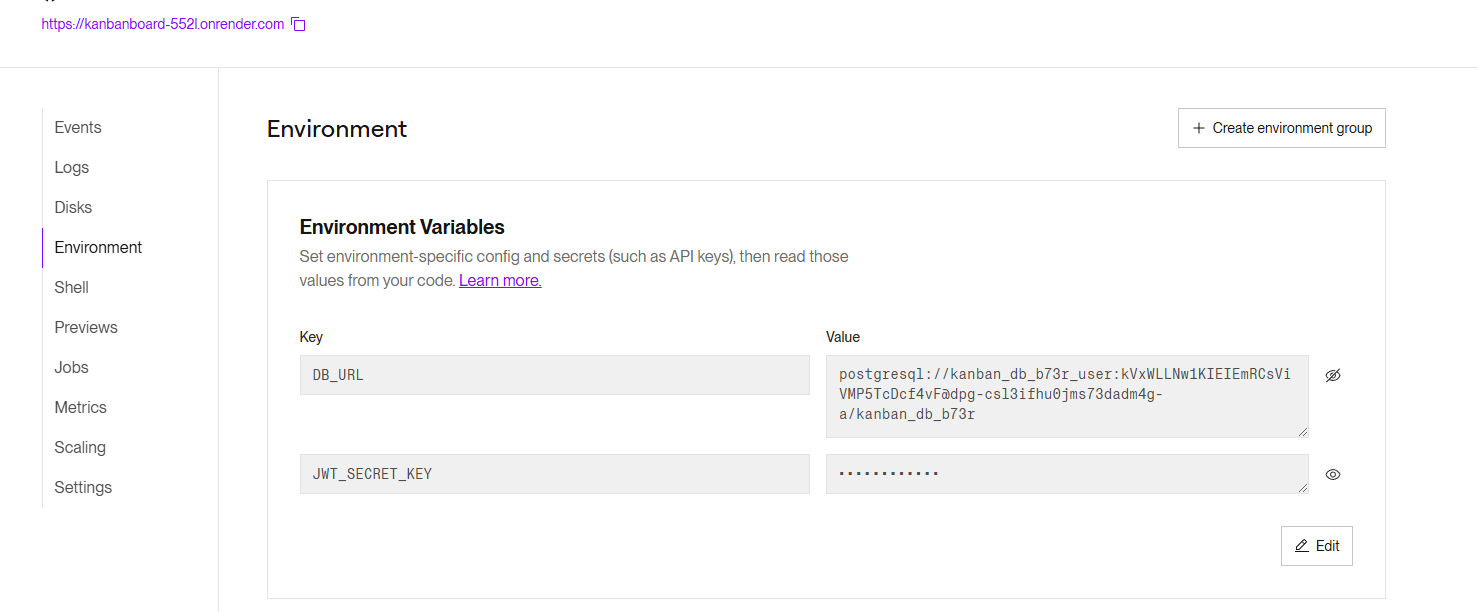 https://kanbanboard-552l.onrender.com
Events
Logs
Disks
Environment
Shell
Previews
Jobs
Metrics
Scaling
Settings
Environment
+ Create environment group
Environment Variables
Set environment-specific config and secrets (such as API keys), then read those
values from your code. Learn more.
Key
Value
DB_URL
postgresql://kanban_db_b73r_user:kVxWLLNw1KIEIEmRCsVi
VMP5TcDcf4vF@dpg-csl3ifhu0jms73dadm4g-
a/kanban_db_b73r
JWT_SECRET_KEY
············
Edit